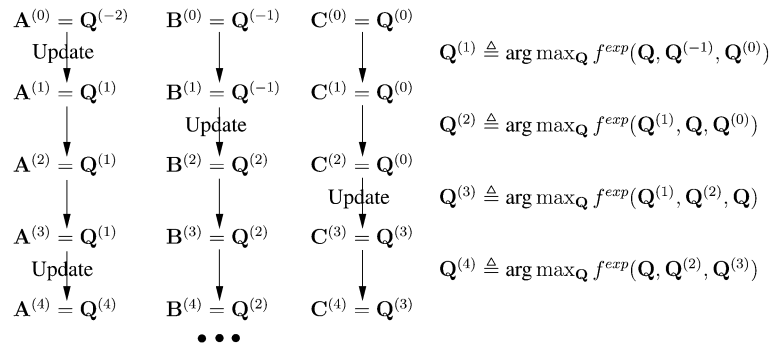 A^(0) = Q^(−2) B^(0) = Q^(−1) C^(0) = Q^(0)
Update Q^(1) ≜ arg max_Q f^exp(Q, Q^(−1), Q^(0))
A^(1) = Q^(1) B^(1) = Q^(−1) C^(1) = Q^(0)
Update Q^(2) ≜ arg max_Q f^exp(Q^(1), Q, Q^(0))
A^(2) = Q^(1) B^(2) = Q^(2) C^(2) = Q^(0)
Update Q^(3) ≜ arg max_Q f^exp(Q^(1), Q^(2), Q)
A^(3) = Q^(1) B^(3) = Q^(2) C^(3) = Q^(3)
Update Q^(4) ≜ arg max_Q f^exp(Q, Q^(2), Q^(3))
A^(4) = Q^(4) B^(4) = Q^(2) C^(4) = Q^(3)
•••